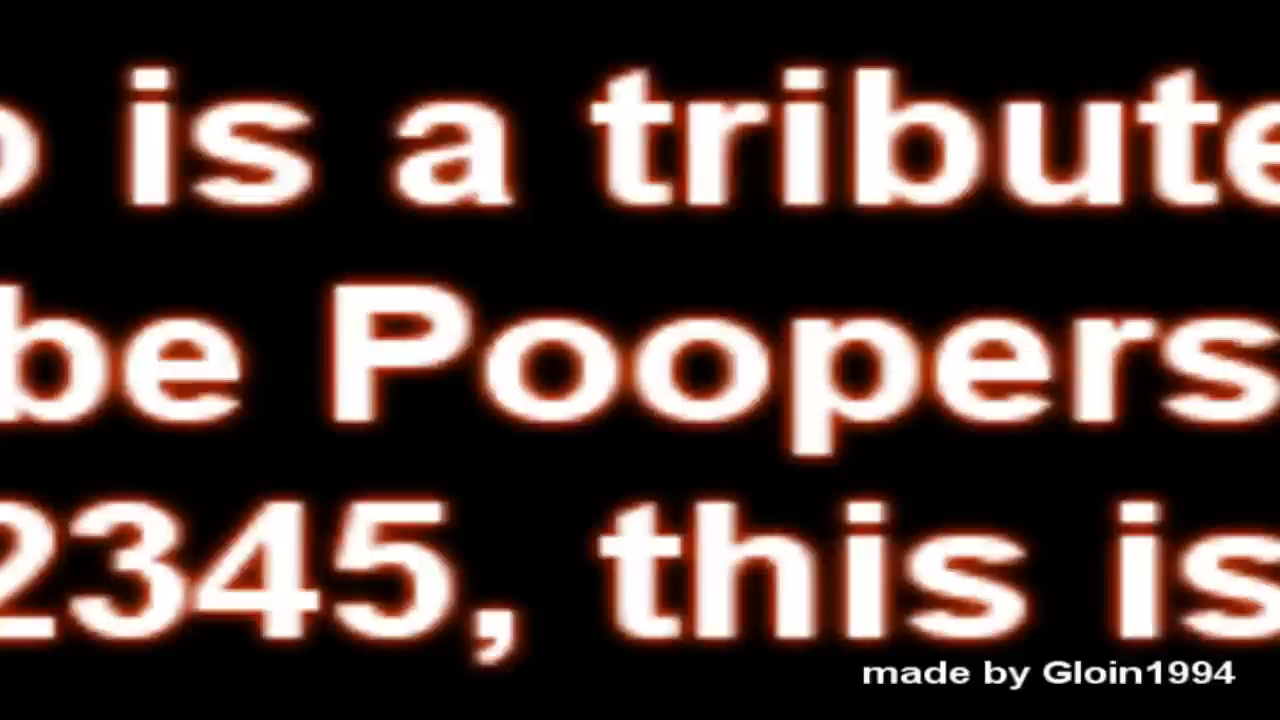 o is a tribute
be Poopers
2345, this is
made by Gloin1994